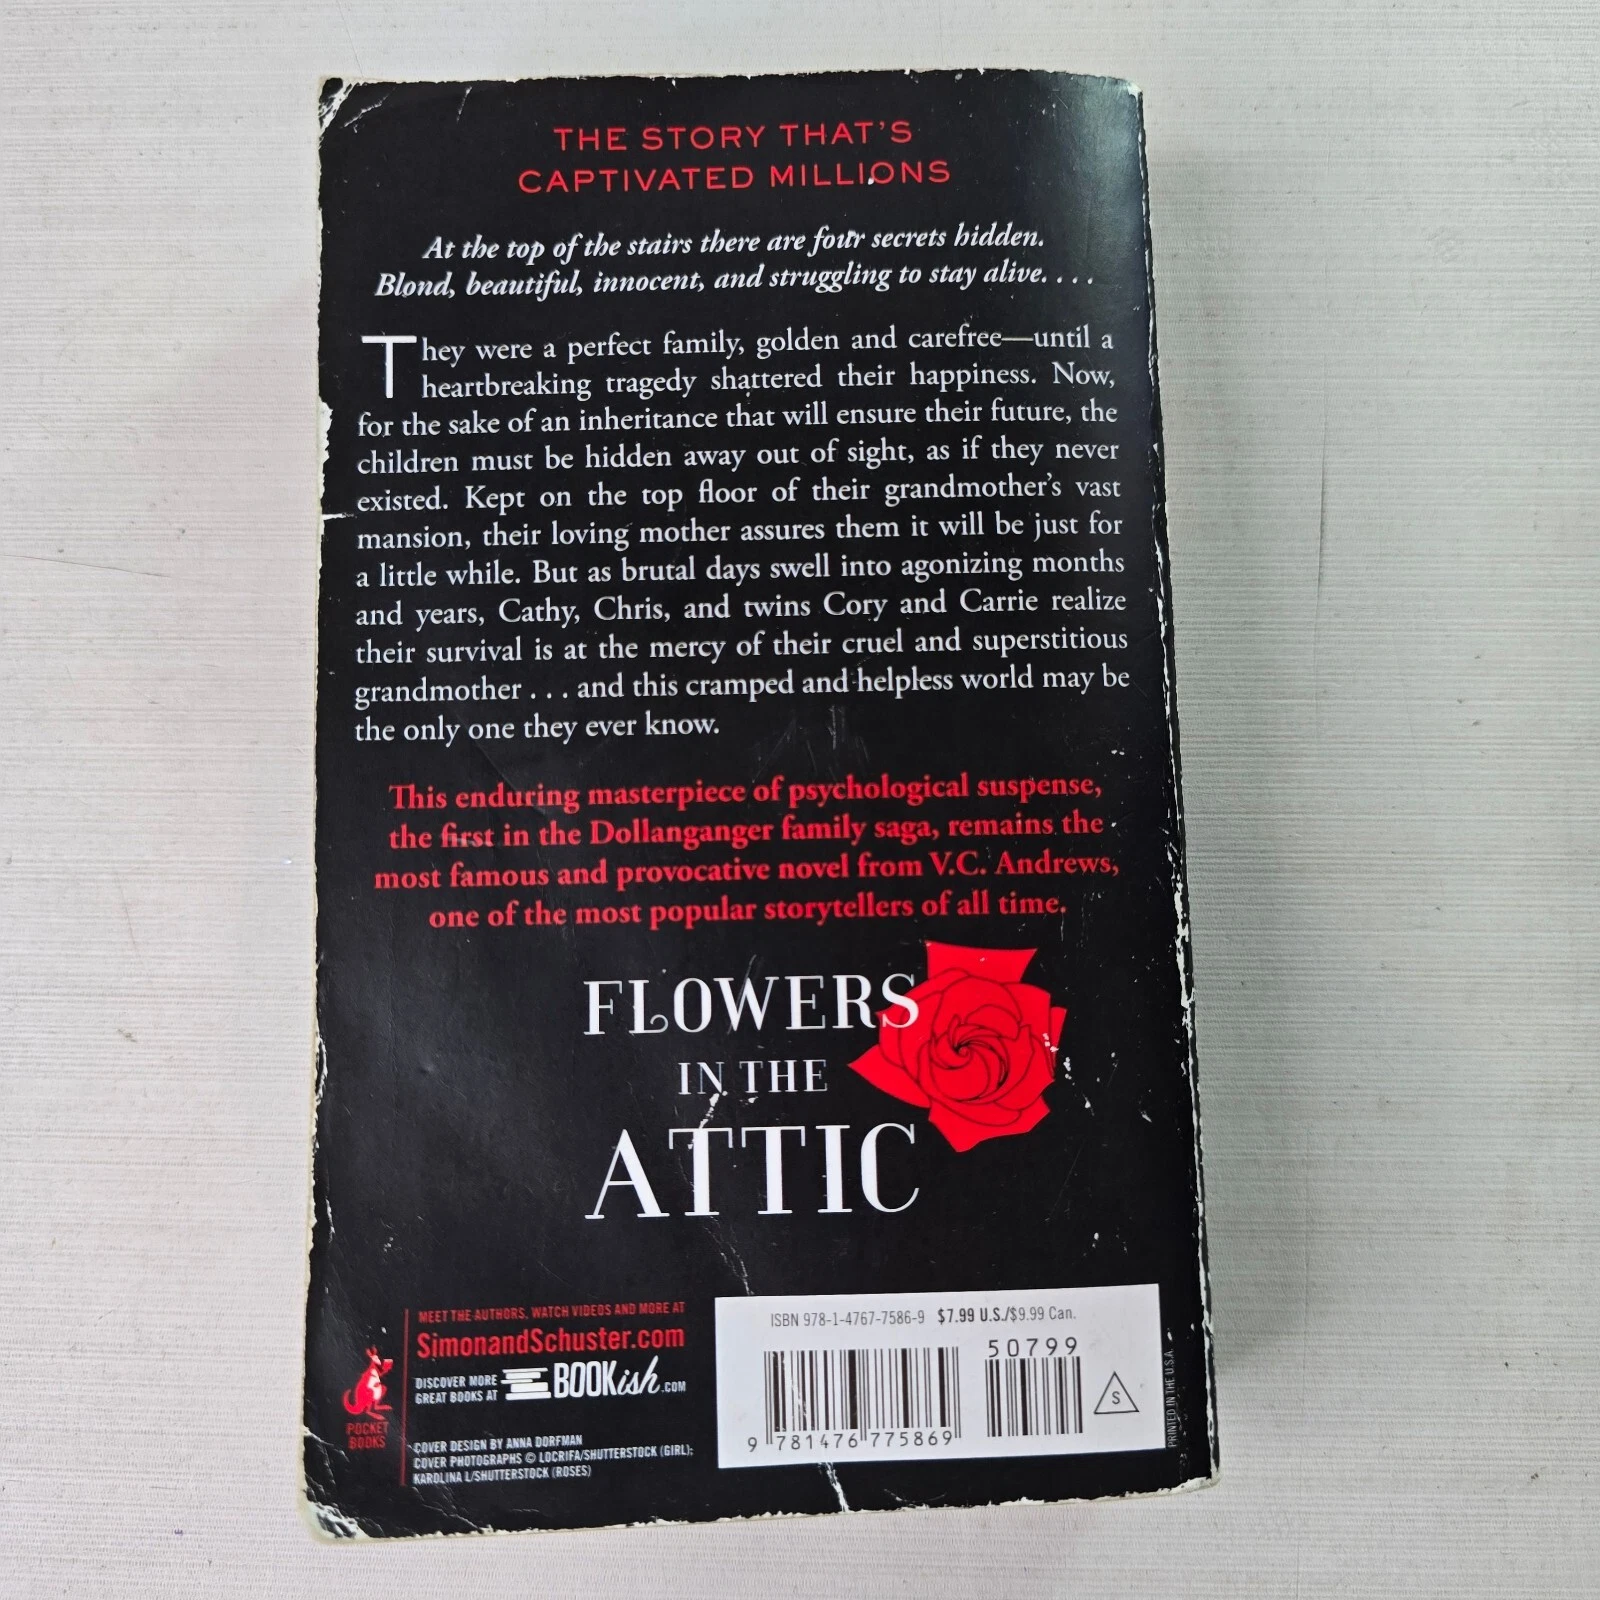 THE STORY THAT'S
CAPTIVATED MILLIONS
At the top of the stairs there are four secrets hidden.
Blond, beautiful, innocent, and struggling to stay alive. . . .
They were a perfect family, golden and carefree—until a
heartbreaking tragedy shattered their happiness. Now,
for the sake of an inheritance that will ensure their future, the
children must be hidden away out of sight, as if they never
existed. Kept on the top floor of their grandmother's vast
mansion, their loving mother assures them it will be just for
a little while. But as brutal days swell into agonizing months
and years, Cathy, Chris, and twins Cory and Carrie realize
their survival is at the mercy of their cruel and superstitious
grandmother . . . and this cramped and helpless world may be
the only one they ever know.
This enduring masterpiece of psychological suspense,
the first in the Dollanganger family saga, remains the
most famous and provocative novel from V.C. Andrews,
one of the most popular storytellers of all time.
FLOWERS
IN THE
ATTIC
MEET THE AUTHORS, WATCH VIDEOS AND MORE AT
SimonandSchuster.com
DISCOVER MORE
GREAT BOOKS AT
BOOKish.COM
POCKET
BOOKS
COVER DESIGN BY ANNA DORFMAN
COVER PHOTOGRAPHS © LOCRIFA/SHUTTERSTOCK (GIRL);
KAROLINA L/SHUTTERSTOCK (ROSES)
ISBN 978-1-4767-7586-9 $7.99 U.S./$9.99 Can.
50799
9 781476 775869
S
PRINTED IN THE U.S.A.